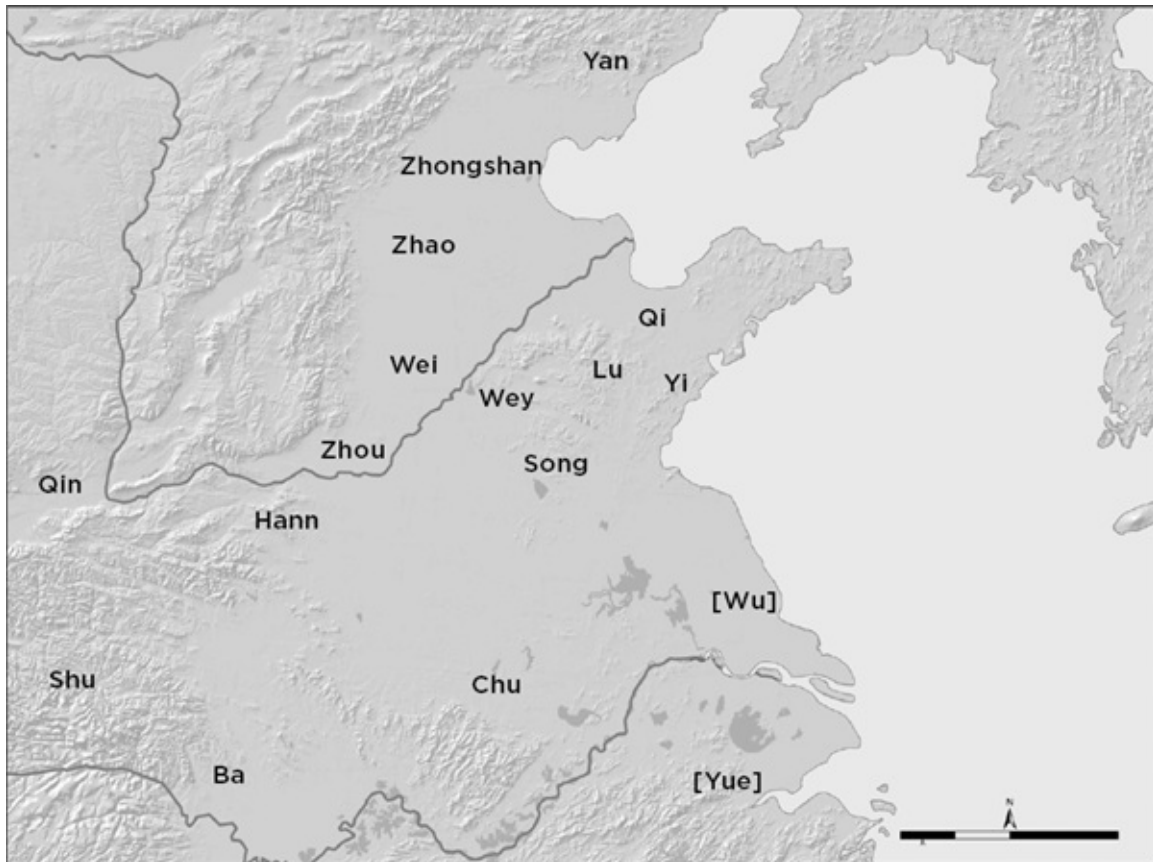 Yan
Zhongshan
Zhao
Qi
Wei
Lu
Yi
Wey
Zhou
Song
Qin
Hann
[Wu]
Shu
Chu
Ba
[Yue]
N